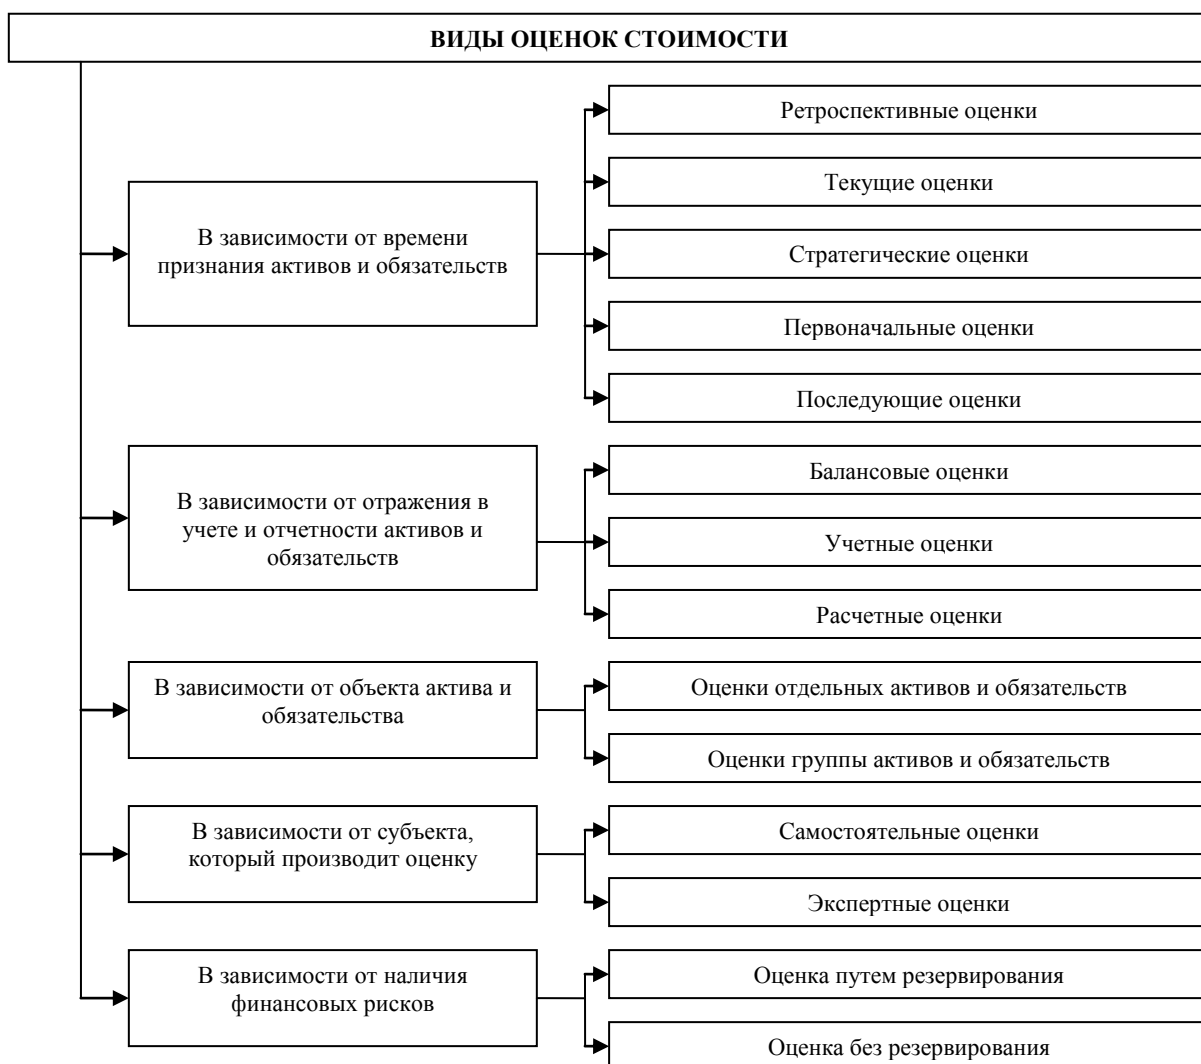 ВИДЫ ОЦЕНОК СТОИМОСТИ
В зависимости от времени
признания активов и обязательств
Ретроспективные оценки
Текущие оценки
Стратегические оценки
Первоначальные оценки
Последующие оценки
В зависимости от отражения в
учете и отчетности активов и
обязательств
Балансовые оценки
Учетные оценки
Расчетные оценки
В зависимости от объекта актива и
обязательства
Оценки отдельных активов и обязательств
Оценки группы активов и обязательств
В зависимости от субъекта,
который производит оценку
Самостоятельные оценки
Экспертные оценки
В зависимости от наличия
финансовых рисков
Оценка путем резервирования
Оценка без резервирования